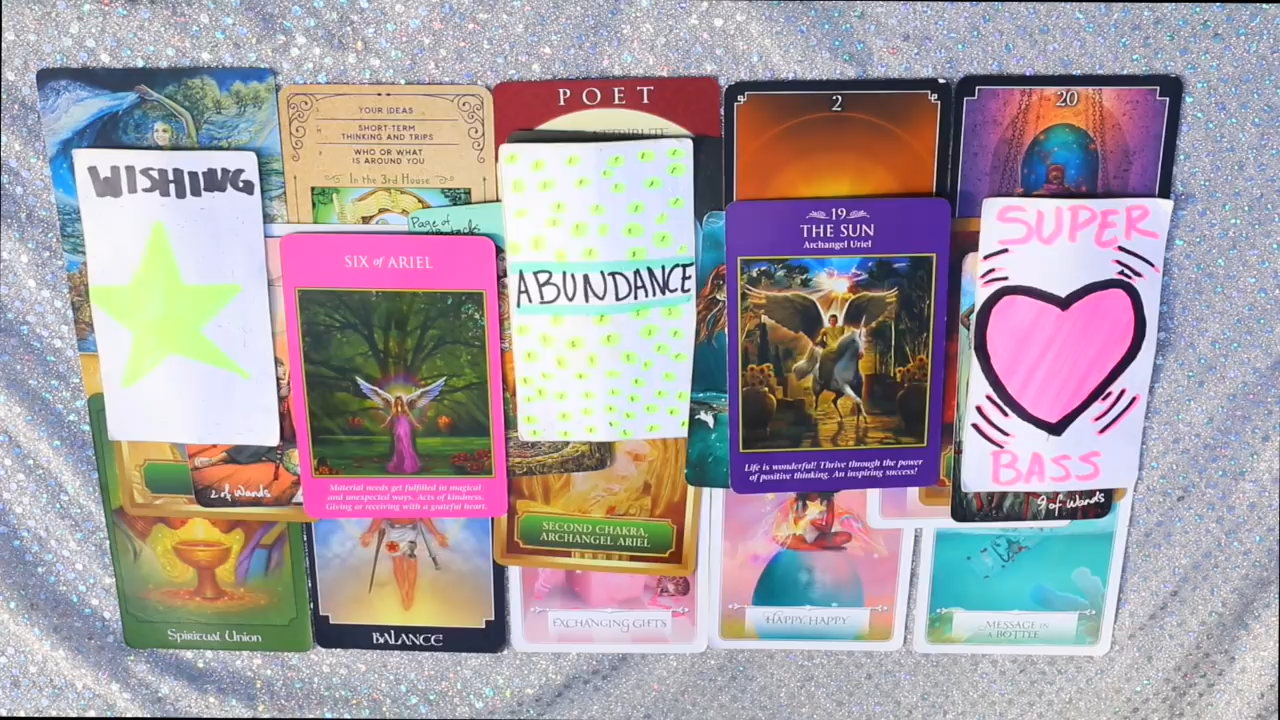 WISHING
Spiritual Union
2 of Wands
YOUR IDEAS
SHORT-TERM
THINKING AND TRIPS
WHO OR WHAT
IS AROUND YOU
In the 3rd House
Page of
SIX of ARIEL
Material needs get fulfilled in magical
and unexpected ways. Acts of kindness.
Giving or receiving with a grateful heart.
BALANCE
POET
ABUNDANCE
SECOND CHAKRA,
ARCHANGEL ARIEL
EXCHANGING GIFTS
2
19
THE SUN
Archangel Uriel
Life is wonderful! Thrive through the power
of positive thinking. An inspiring success!
HAPPY, HAPPY
20
SUPER
BASS
9 of Wands
MESSAGE IN
A BOTTLE